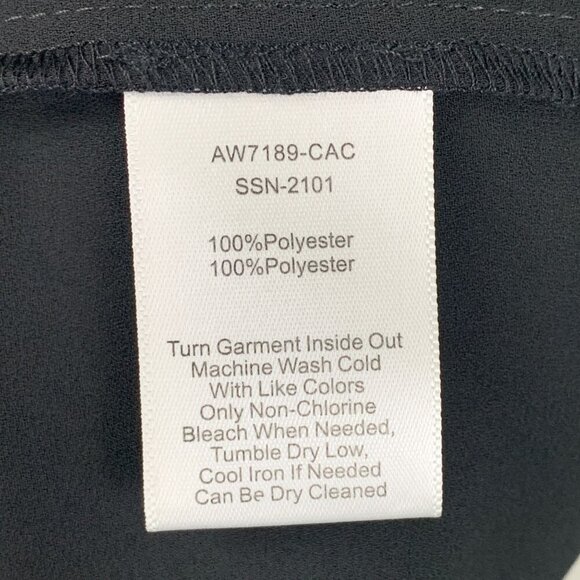 AW7189-CAC
SSN-2101
100%Polyester
100%Polyester
Turn Garment Inside Out
Machine Wash Cold
With Like Colors
Only Non-Chlorine
Bleach When Needed,
Tumble Dry Low,
Cool Iron If Needed
Can Be Dry Cleaned